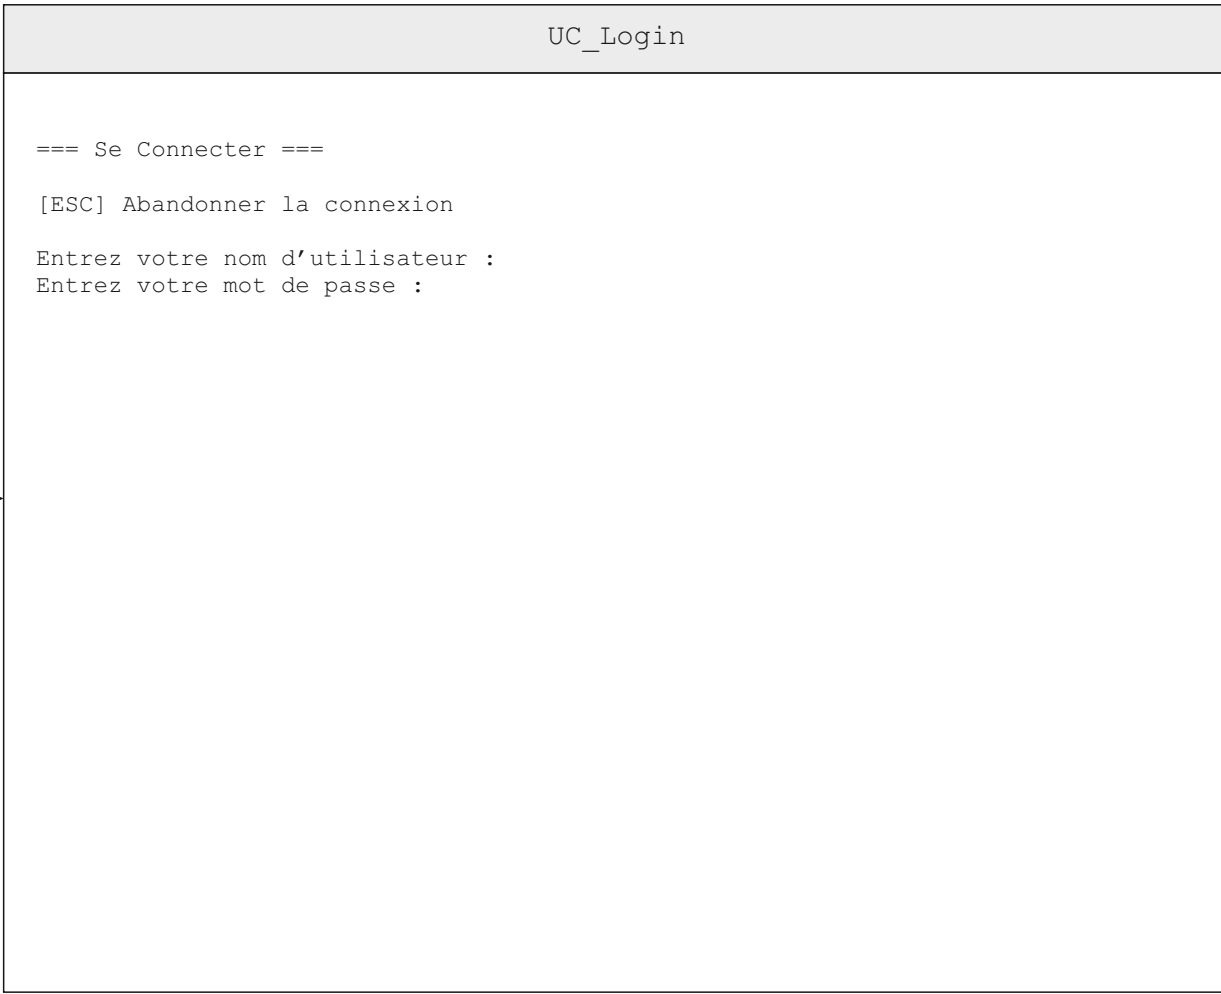 UC_Login
=== Se Connecter ===
[ESC] Abandonner la connexion
Entrez votre nom d’utilisateur :
Entrez votre mot de passe :